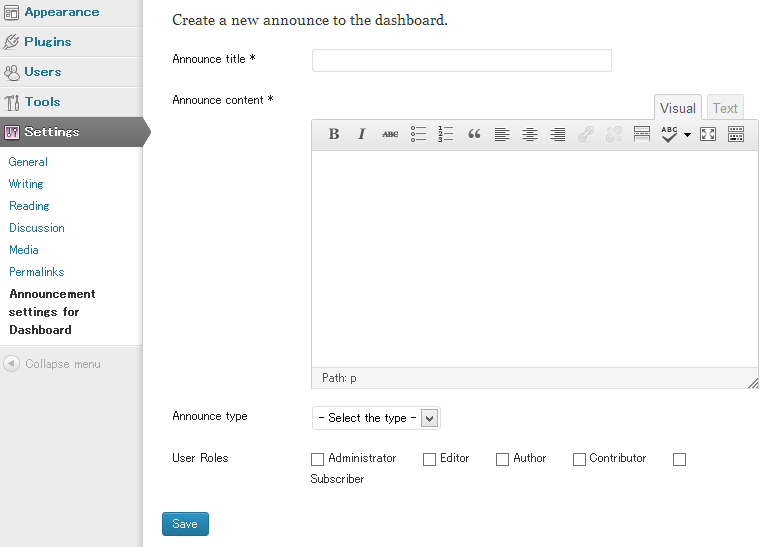 Appearance
Plugins
Users
Tools
Settings
General
Writing
Reading
Discussion
Media
Permalinks
Announcement
settings for
Dashboard
Collapse menu
Create a new announce to the dashboard.
Announce title *
Announce content *
Visual Text
B I ABC ABC
Path: p
Announce type
- Select the type -
User Roles
Administrator Editor Author Contributor
Subscriber
Save